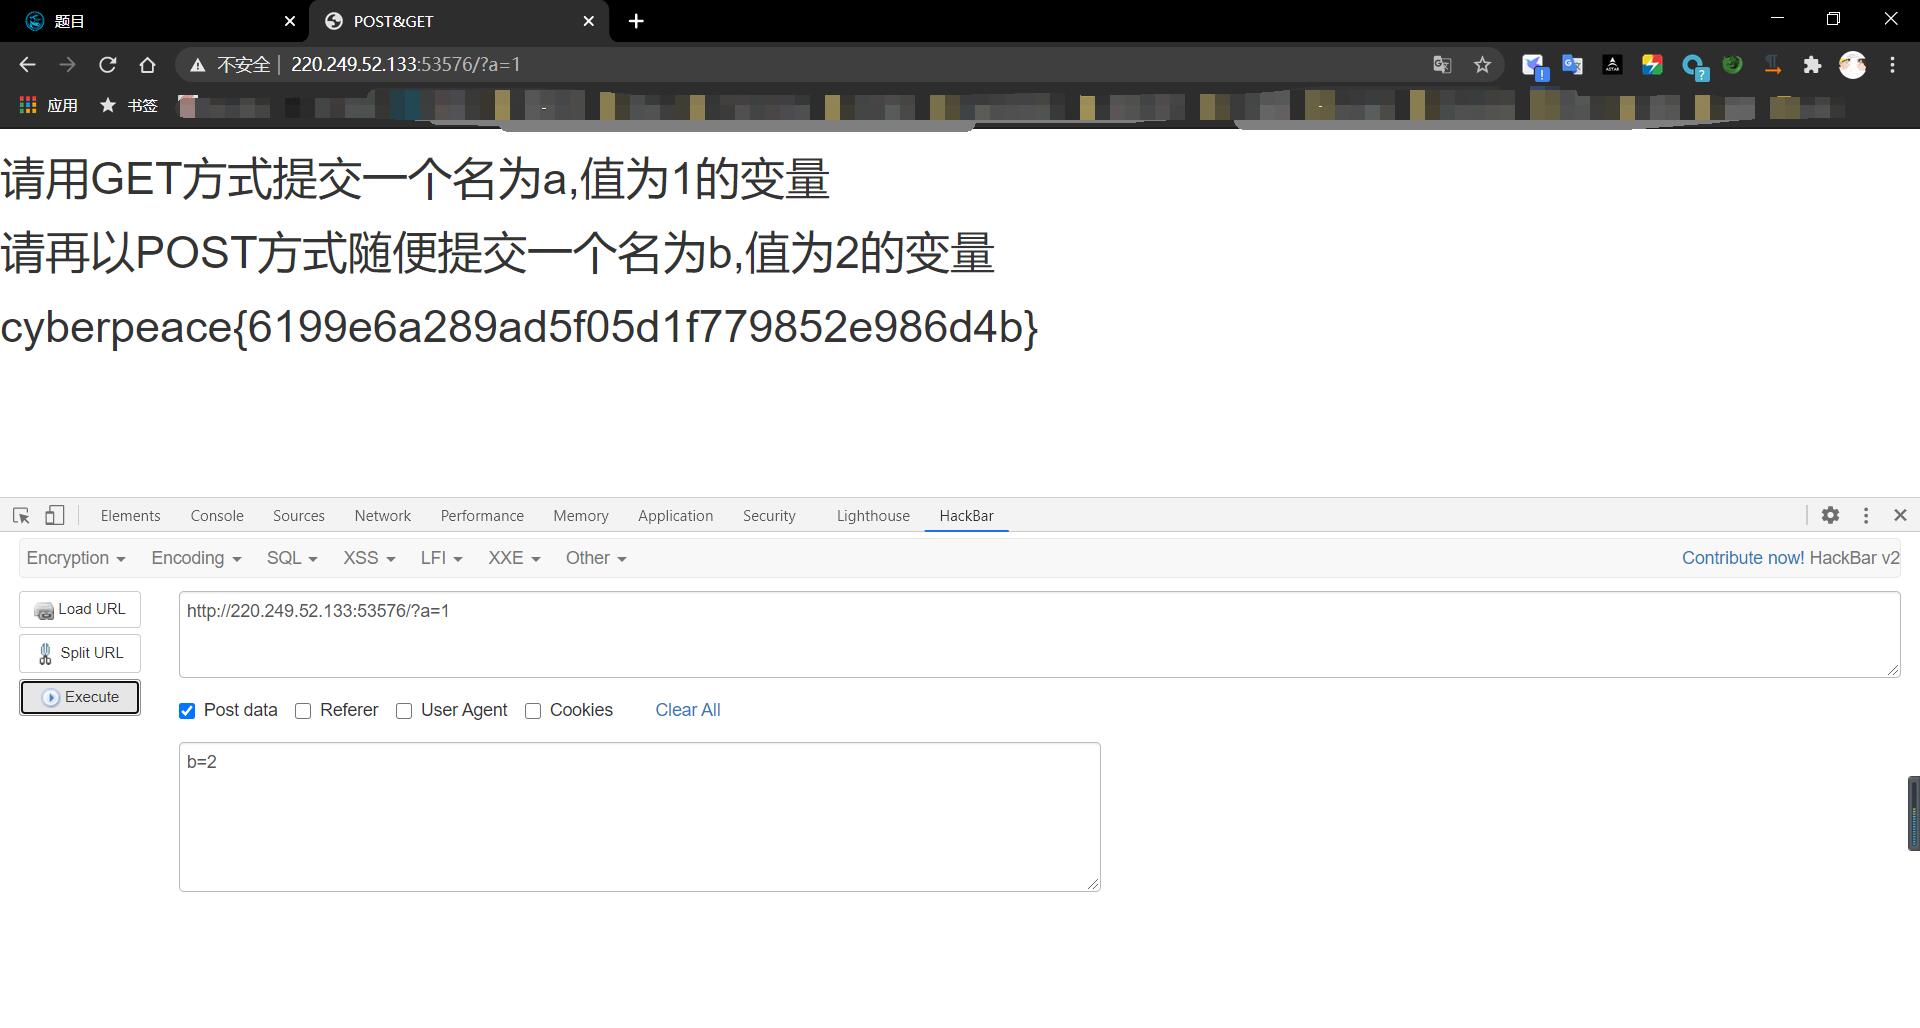 题目
POST&GET
不安全 220.249.52.133:53576/?a=1
应用 书签
请用GET方式提交一个名为a,值为1的变量
请再以POST方式随便提交一个名为b,值为2的变量
cyberpeace{6199e6a289ad5f05d1f779852e986d4b}
Elements Console Sources Network Performance Memory Application Security Lighthouse HackBar
Encryption Encoding SQL XSS LFI XXE Other Contribute now! HackBar v2
Load URL
http://220.249.52.133:53576/?a=1
Split URL
Execute
Post data Referer User Agent Cookies Clear All
b=2